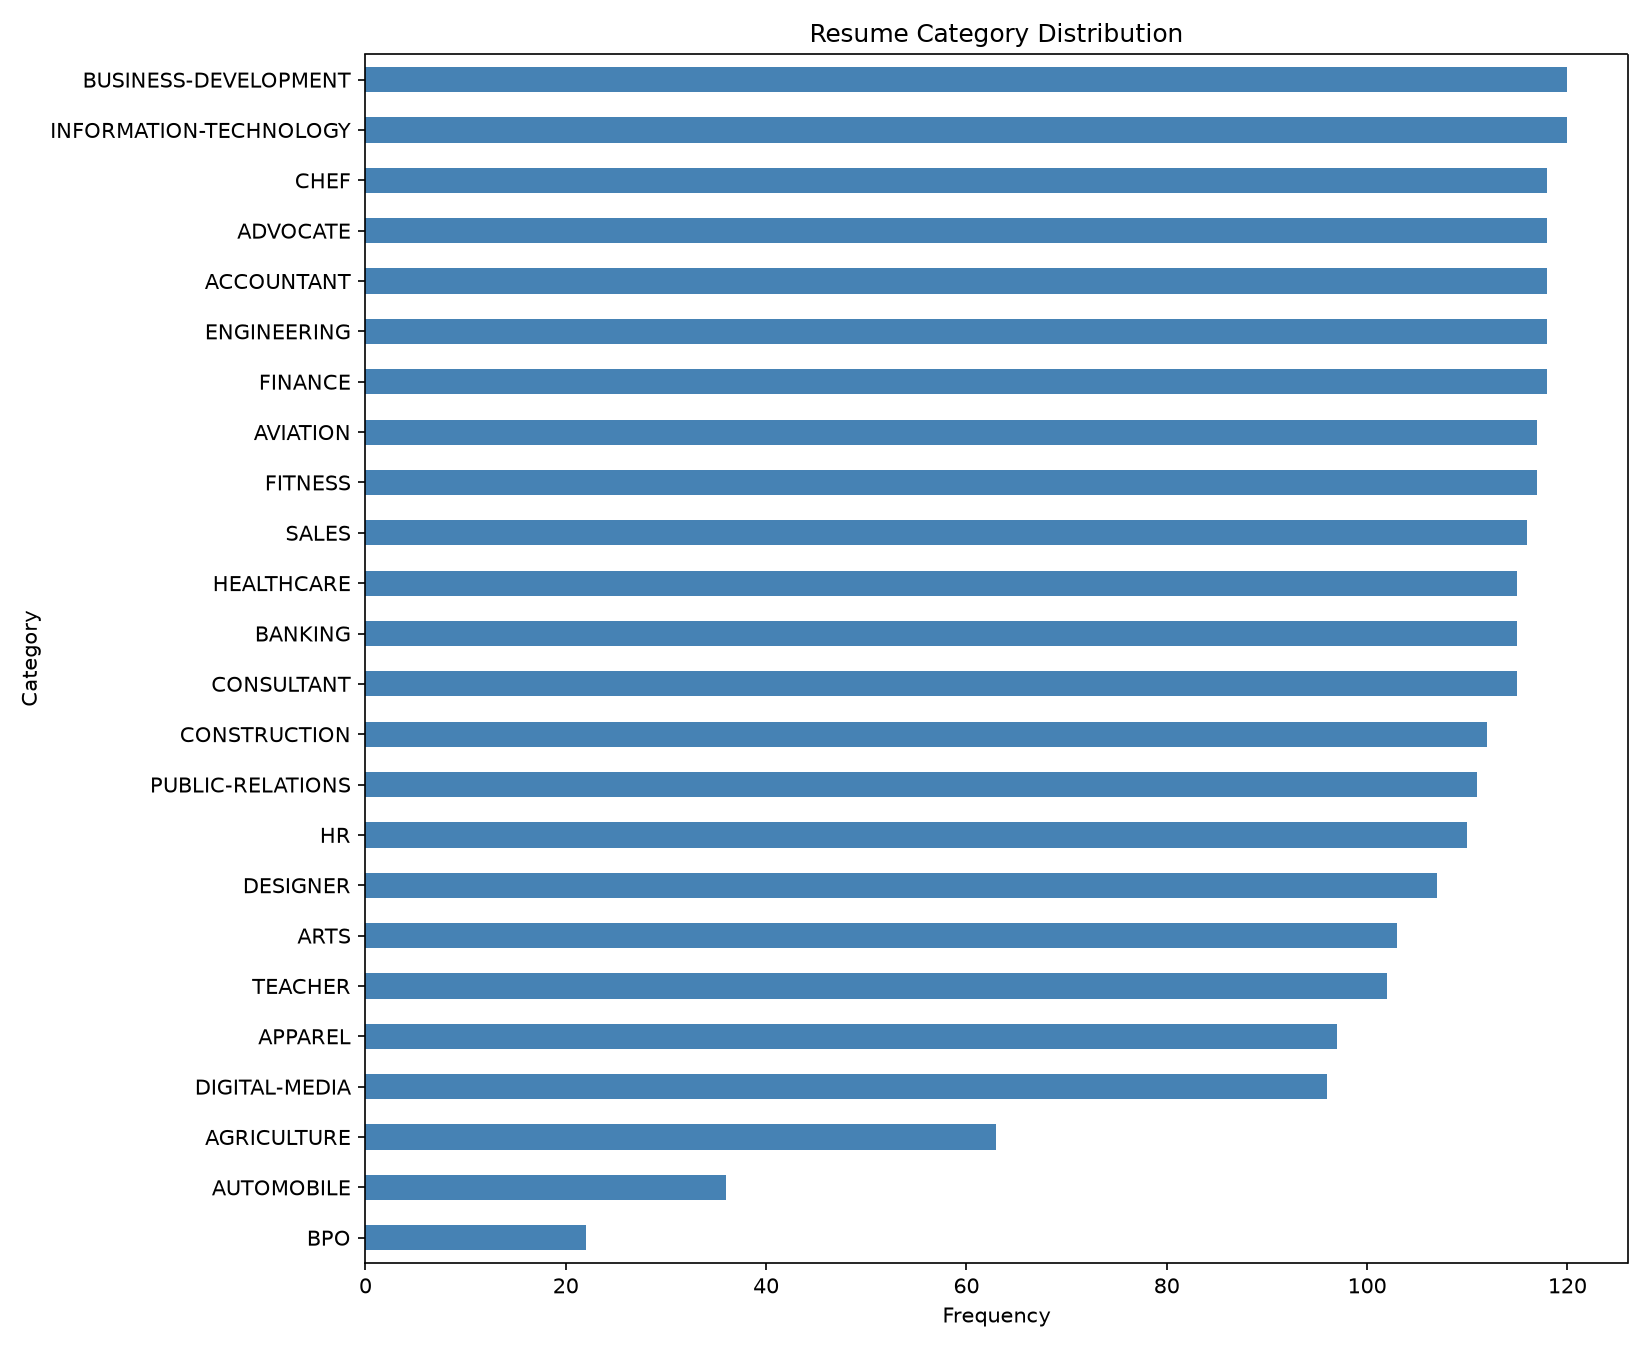 Resume Category Distribution
BUSINESS-DEVELOPMENT
INFORMATION-TECHNOLOGY
CHEF
ADVOCATE
ACCOUNTANT
ENGINEERING
FINANCE
AVIATION
FITNESS
SALES
HEALTHCARE
BANKING
CONSULTANT
CONSTRUCTION
PUBLIC-RELATIONS
HR
DESIGNER
ARTS
TEACHER
APPAREL
DIGITAL-MEDIA
AGRICULTURE
AUTOMOBILE
BPO
Category
0 20 40 60 80 100 120
Frequency